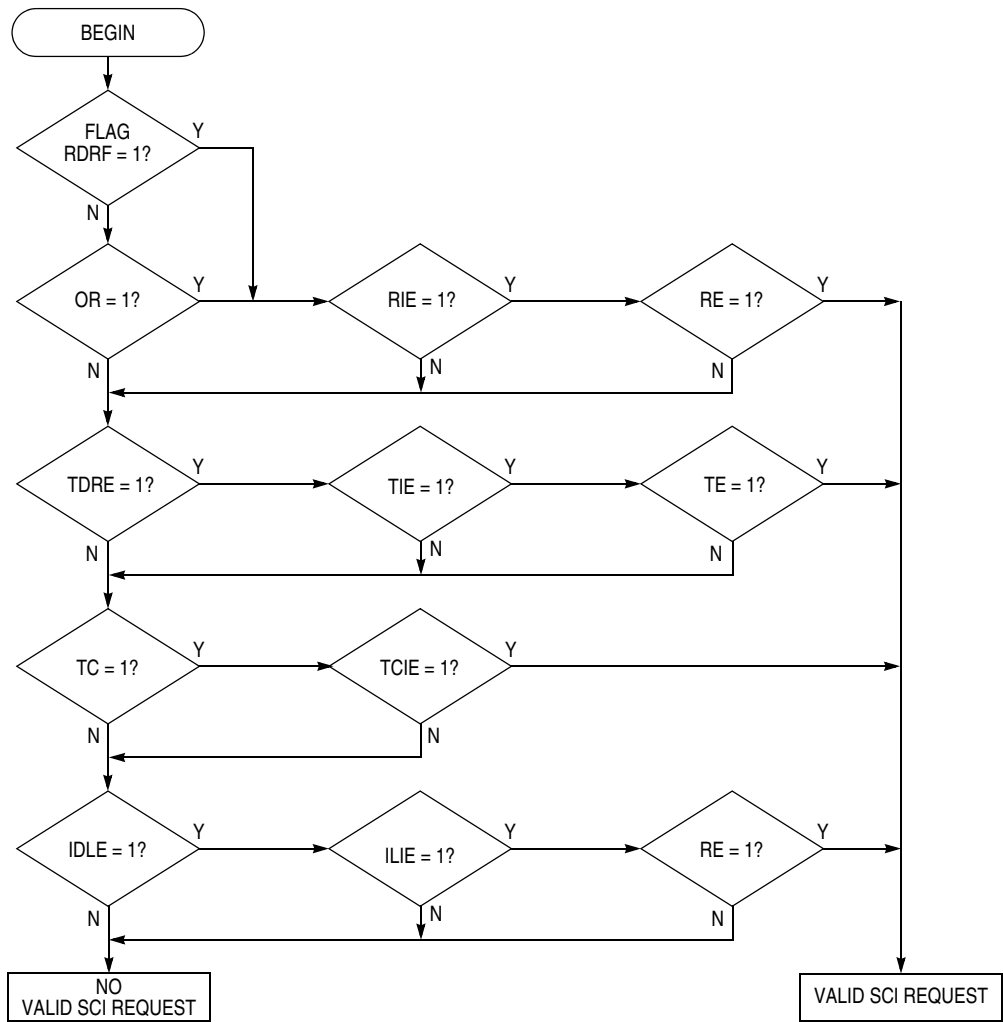 BEGIN
FLAG
RDRF = 1?
Y
N
OR = 1?
Y
RIE = 1?
Y
RE = 1?
Y
N
N
N
TDRE = 1?
Y
TIE = 1?
Y
TE = 1?
Y
N
N
N
TC = 1?
Y
TCIE = 1?
Y
N
N
IDLE = 1?
Y
ILIE = 1?
Y
RE = 1?
Y
N
N
N
NO
VALID SCI REQUEST
VALID SCI REQUEST